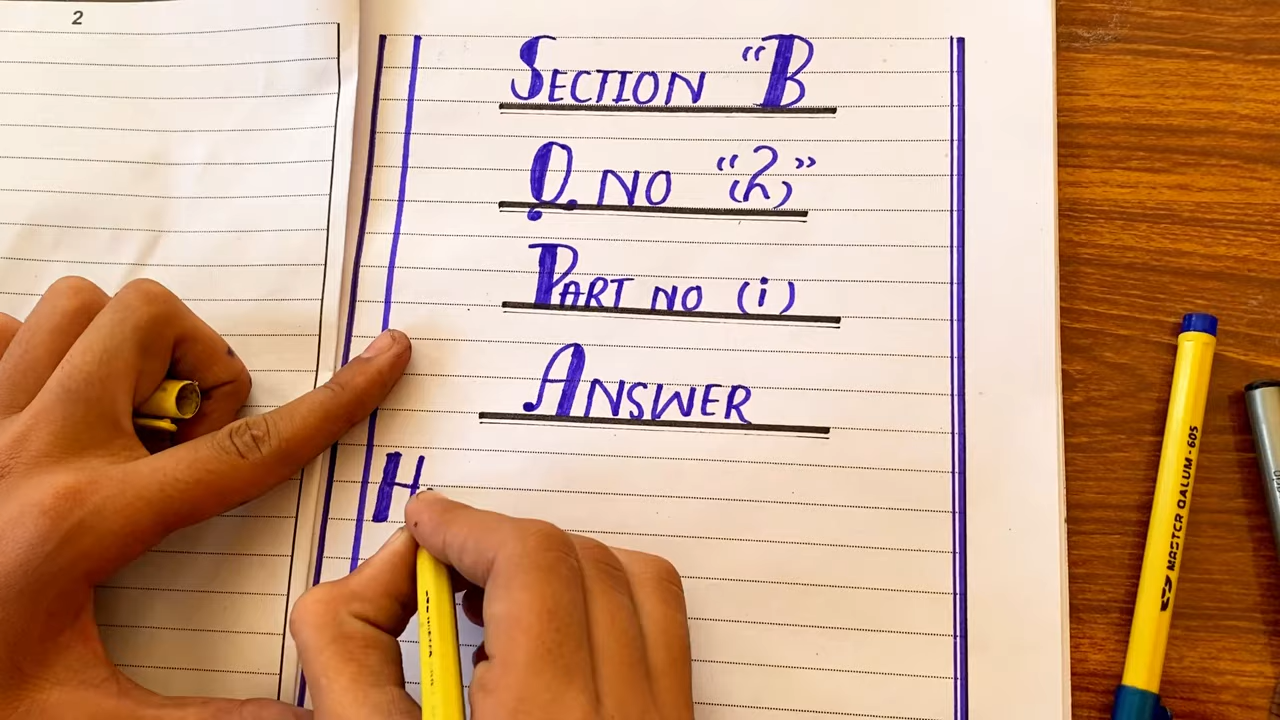 2
SECTION "B
Q. NO "2"
PART NO (i)
ANSWER
H
MASTER QALUM-605